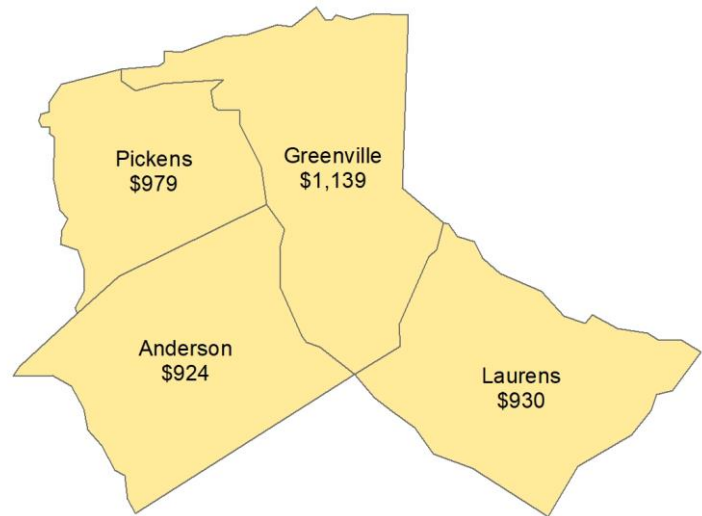 Pickens
$979
Greenville
$1,139
Anderson
$924
Laurens
$930